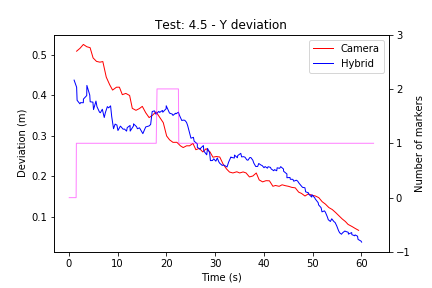 Test: 4.5 - Y deviation
Camera
Hybrid
Deviation (m)
0.5
0.4
0.3
0.2
0.1
Number of markers
3
2
1
0
−1
0 10 20 30 40 50 60
Time (s)